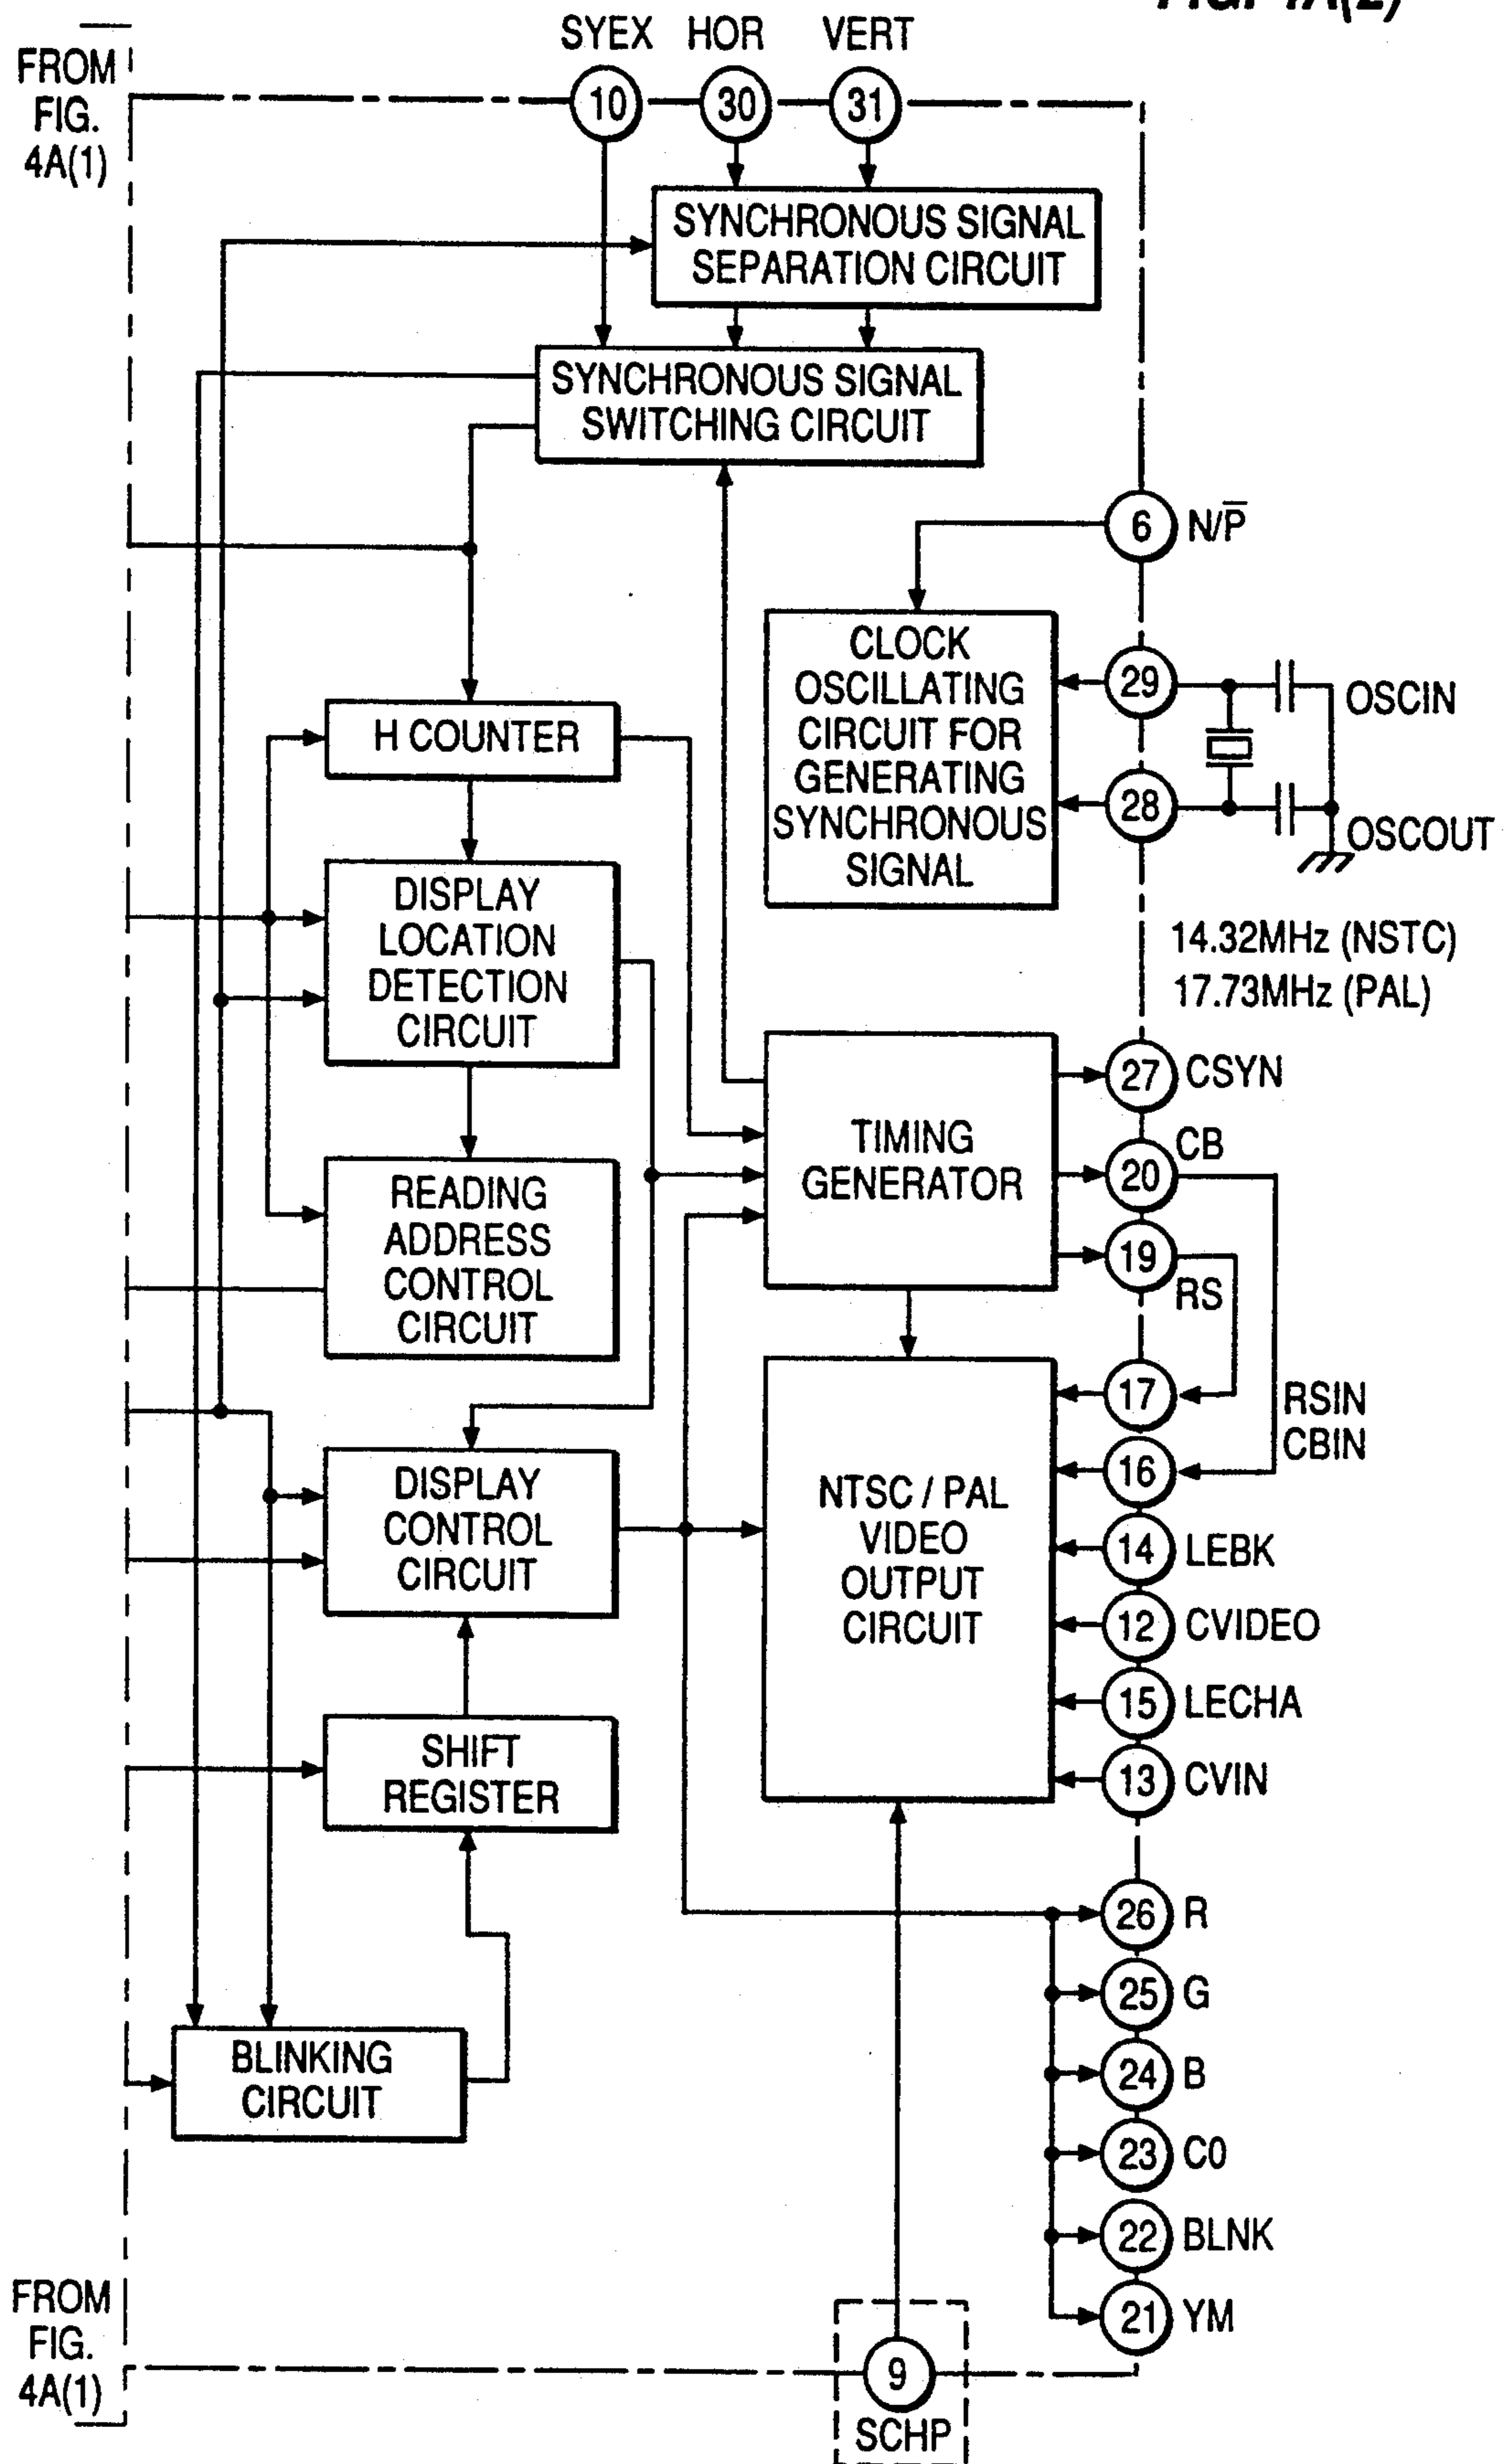 FIG. 4A(2)
SYEX HOR VERT
FROM
FIG.
4A(1)
10 30 31
SYNCHRONOUS SIGNAL
SEPARATION CIRCUIT
SYNCHRONOUS SIGNAL
SWITCHING CIRCUIT
6 N/P̅
CLOCK
OSCILLATING
CIRCUIT FOR
GENERATING
SYNCHRONOUS
SIGNAL
29 OSCIN
28 OSCOUT
14.32MHz (NSTC)
17.73MHz (PAL)
H COUNTER
DISPLAY
LOCATION
DETECTION
CIRCUIT
READING
ADDRESS
CONTROL
CIRCUIT
TIMING
GENERATOR
27 CSYN
20 CB
19 RS
17 RSIN
16 CBIN
DISPLAY
CONTROL
CIRCUIT
NTSC / PAL
VIDEO
OUTPUT
CIRCUIT
14 LEBK
12 CVIDEO
15 LECHA
13 CVIN
SHIFT
REGISTER
BLINKING
CIRCUIT
26 R
25 G
24 B
23 C0
22 BLNK
21 YM
FROM
FIG.
4A(1)
9
SCHP